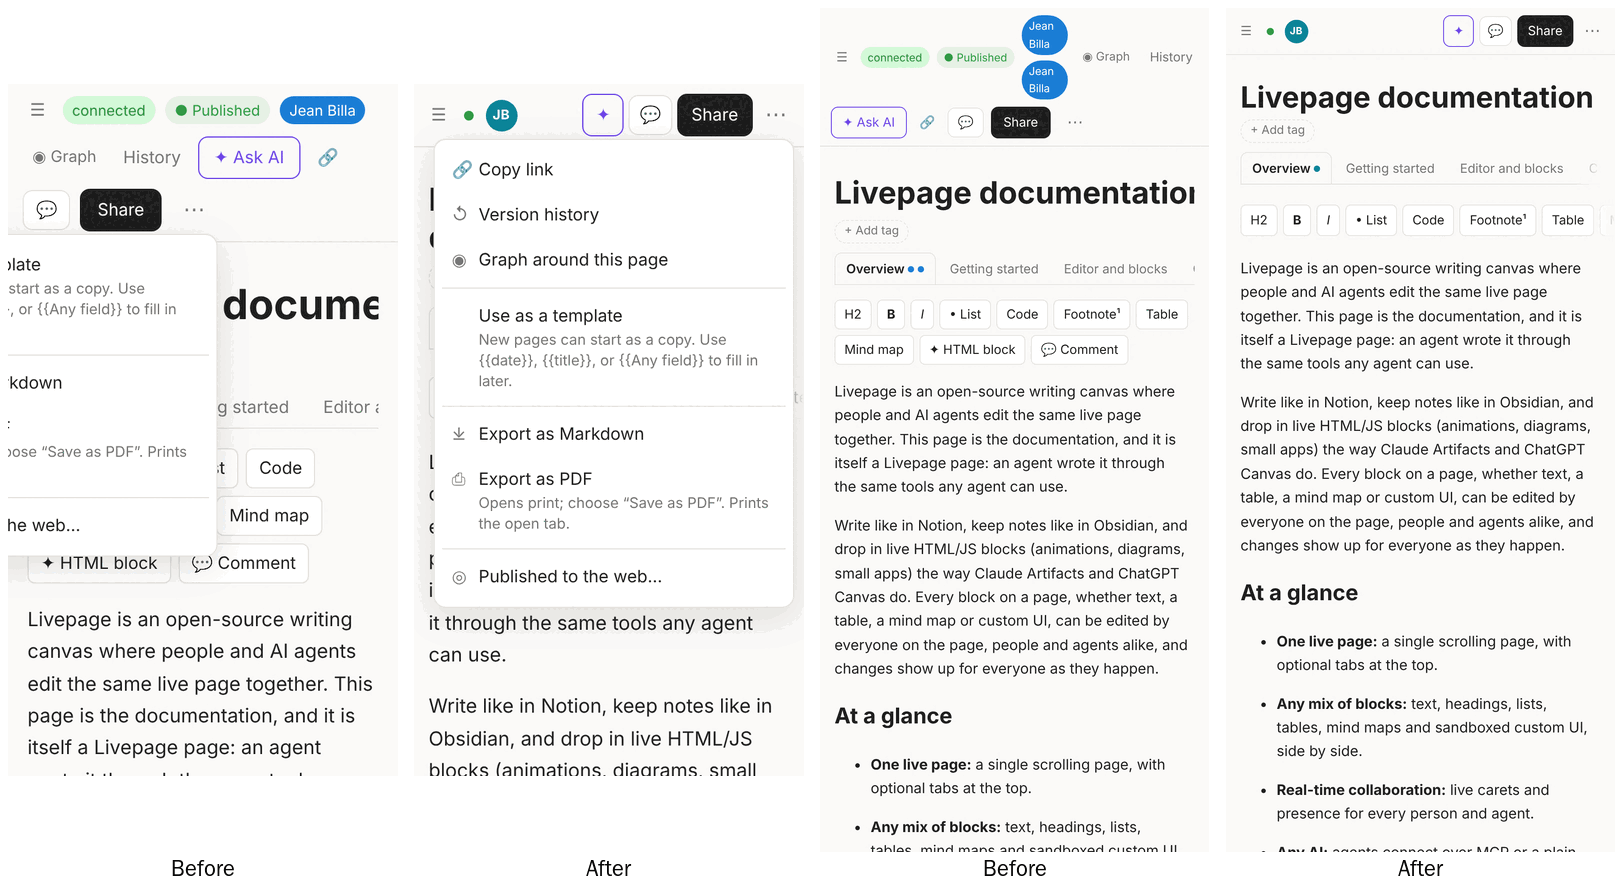 connected
Published
Jean Billa
Graph
History
Ask AI
Share
plate
start as a copy. Use
, or {{Any field}} to fill in
rkdown
oose “Save as PDF”. Prints
he web...
docume
g started
Editor a
st
Code
Mind map
HTML block
Comment
Livepage is an open-source writing
canvas where people and AI agents
edit the same live page together. This
page is the documentation, and it is
itself a Livepage page: an agent
Before
JB
Share
Copy link
Version history
Graph around this page
Use as a template
New pages can start as a copy. Use
{{date}}, {{title}}, or {{Any field}} to fill in
later.
Export as Markdown
Export as PDF
Opens print; choose “Save as PDF”. Prints
the open tab.
Published to the web...
it through the same tools any agent
can use.
Write like in Notion, keep notes like in
Obsidian, and drop in live HTML/JS
blocks (animations, diagrams, small
After
connected
Published
Jean
Billa
Jean
Billa
Graph
History
Ask AI
Share
Livepage documentation
+ Add tag
Overview
Getting started
Editor and blocks
H2
B
I
• List
Code
Footnote¹
Table
Mind map
HTML block
Comment
Livepage is an open-source writing canvas where
people and AI agents edit the same live page
together. This page is the documentation, and it is
itself a Livepage page: an agent wrote it through
the same tools any agent can use.
Write like in Notion, keep notes like in Obsidian, and
drop in live HTML/JS blocks (animations, diagrams,
small apps) the way Claude Artifacts and ChatGPT
Canvas do. Every block on a page, whether text, a
table, a mind map or custom UI, can be edited by
everyone on the page, people and agents alike, and
changes show up for everyone as they happen.
At a glance
• One live page: a single scrolling page, with
optional tabs at the top.
• Any mix of blocks: text, headings, lists,
tables, mind maps and sandboxed custom UI,
Before
JB
Share
Livepage documentation
+ Add tag
Overview
Getting started
Editor and blocks
H2
B
I
• List
Code
Footnote¹
Table
Livepage is an open-source writing canvas where
people and AI agents edit the same live page
together. This page is the documentation, and it is
itself a Livepage page: an agent wrote it through
the same tools any agent can use.
Write like in Notion, keep notes like in Obsidian, and
drop in live HTML/JS blocks (animations, diagrams,
small apps) the way Claude Artifacts and ChatGPT
Canvas do. Every block on a page, whether text, a
table, a mind map or custom UI, can be edited by
everyone on the page, people and agents alike, and
changes show up for everyone as they happen.
At a glance
• One live page: a single scrolling page, with
optional tabs at the top.
• Any mix of blocks: text, headings, lists,
tables, mind maps and sandboxed custom UI,
side by side.
• Real-time collaboration: live carets and
presence for every person and agent.
• Any AI: agents connect over MCP or a plain
After